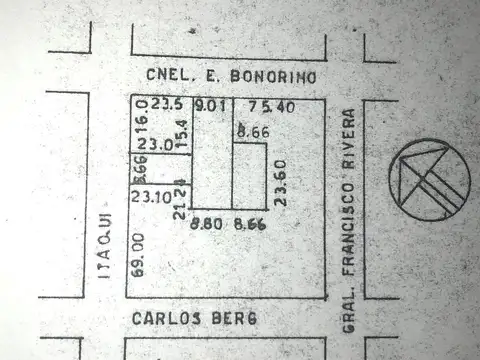 CNEL. E. BONORINO
23.5 9.01 75.40
16.0
15.4
8.66
23.0
8.66
23.60
23.10
21.24
8.80 8.66
69.00
ITAQUI
GRAL. FRANCISCO RIVERA
CARLOS BERG